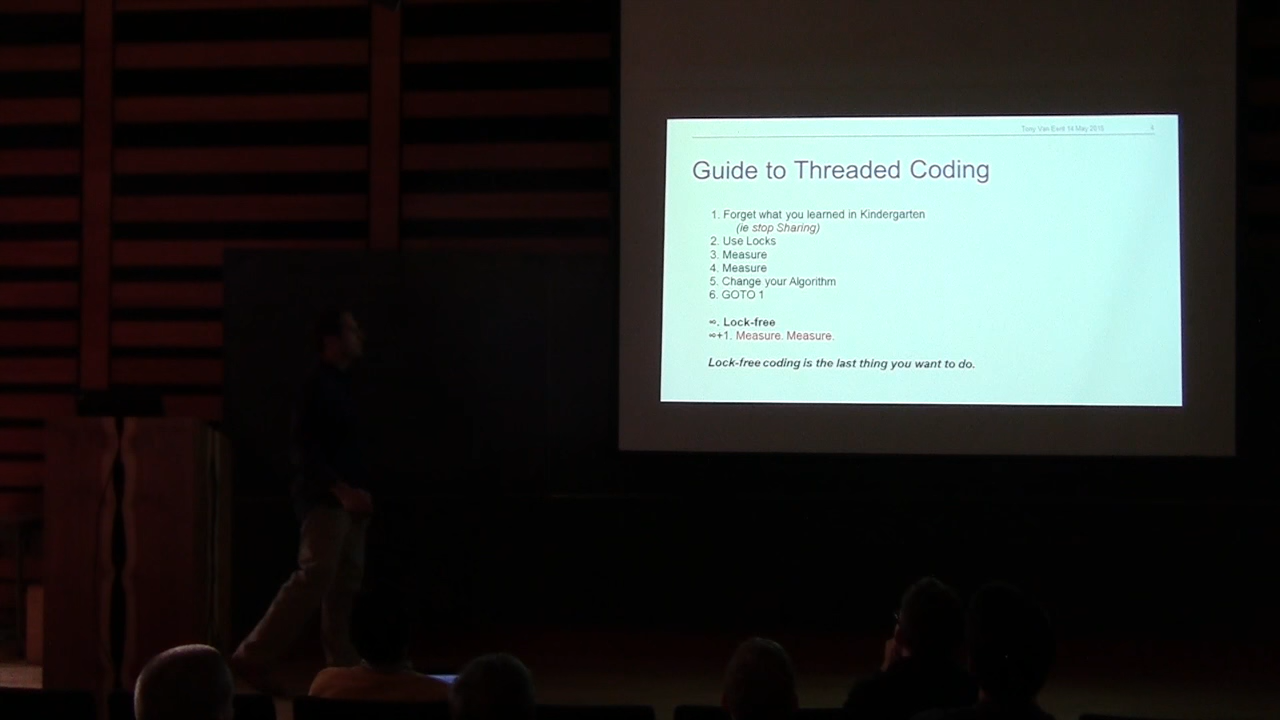 Tony Van Eerd 14 May 2015 4
Guide to Threaded Coding
1. Forget what you learned in Kindergarten
(ie stop Sharing)
2. Use Locks
3. Measure
4. Measure
5. Change your Algorithm
6. GOTO 1
∞. Lock-free
∞+1. Measure. Measure.
Lock-free coding is the last thing you want to do.